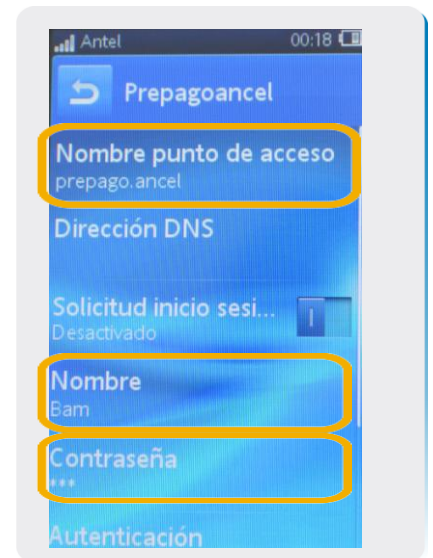 Antel 00:18
Prepagoancel
Nombre punto de acceso
prepago.ancel
Dirección DNS
Solicitud inicio sesi...
Desactivado
Nombre
Bam
Contraseña
***
Autenticación